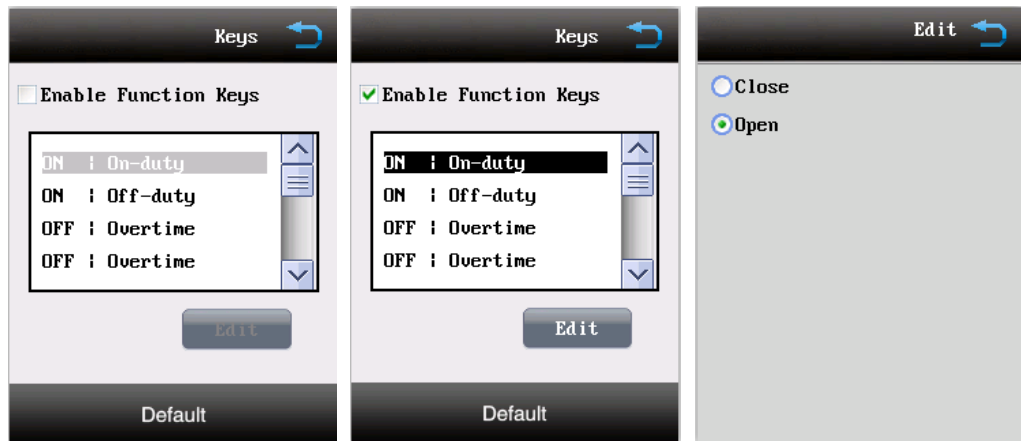 Keys
Enable Function Keys
ON ¦ On-duty
ON ¦ Off-duty
OFF ¦ Overtime
OFF ¦ Overtime
Edit
Default
Keys
Enable Function Keys
ON ¦ On-duty
ON ¦ Off-duty
OFF ¦ Overtime
OFF ¦ Overtime
Edit
Default
Edit
Close
Open